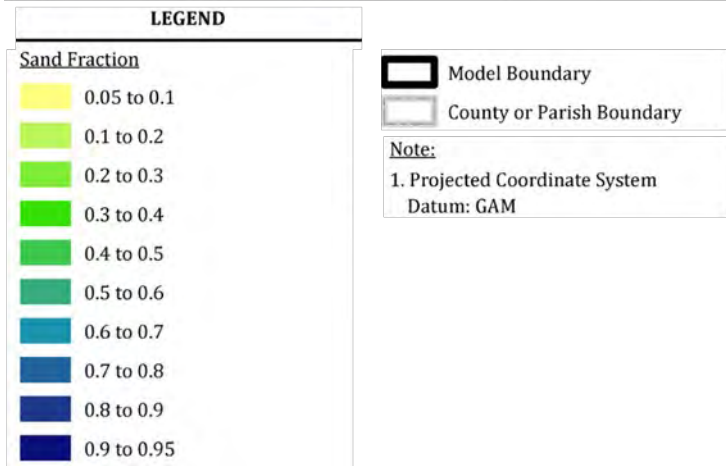 LEGEND
Sand Fraction
0.05 to 0.1
0.1 to 0.2
0.2 to 0.3
0.3 to 0.4
0.4 to 0.5
0.5 to 0.6
0.6 to 0.7
0.7 to 0.8
0.8 to 0.9
0.9 to 0.95
Model Boundary
County or Parish Boundary
Note:
1. Projected Coordinate System
Datum: GAM